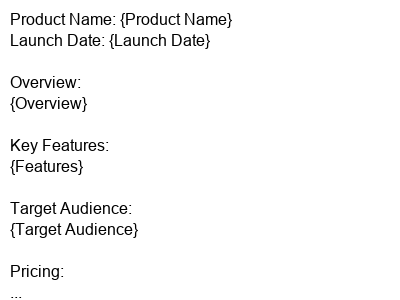 Product Name: {Product Name}
Launch Date: {Launch Date}
Overview:
{Overview}
Key Features:
{Features}
Target Audience:
{Target Audience}
Pricing:
...